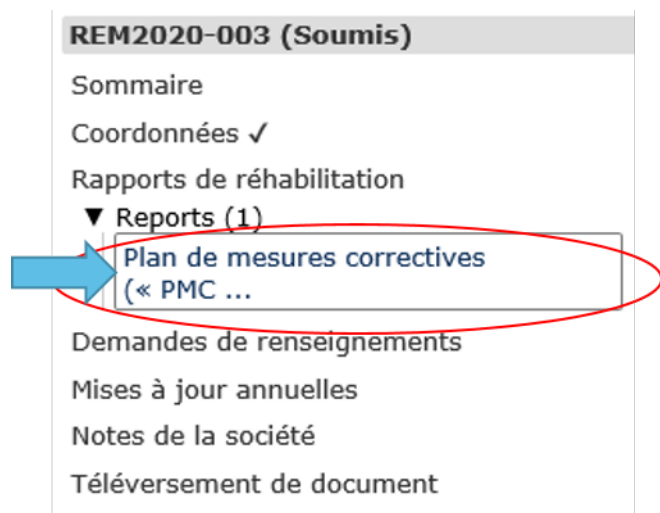 REM2020-003 (Soumis)
Sommaire
Coordonnées ✓
Rapports de réhabilitation
▼ Reports (1)
Plan de mesures correctives
(« PMC ...
Demandes de renseignements
Mises à jour annuelles
Notes de la société
Téléversement de document